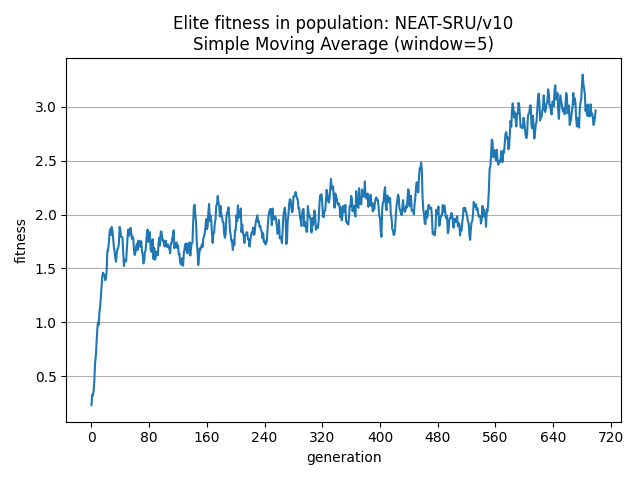 Elite fitness in population: NEAT-SRU/v10
Simple Moving Average (window=5)
fitness
3.0
2.5
2.0
1.5
1.0
0.5
0 80 160 240 320 400 480 560 640 720
generation